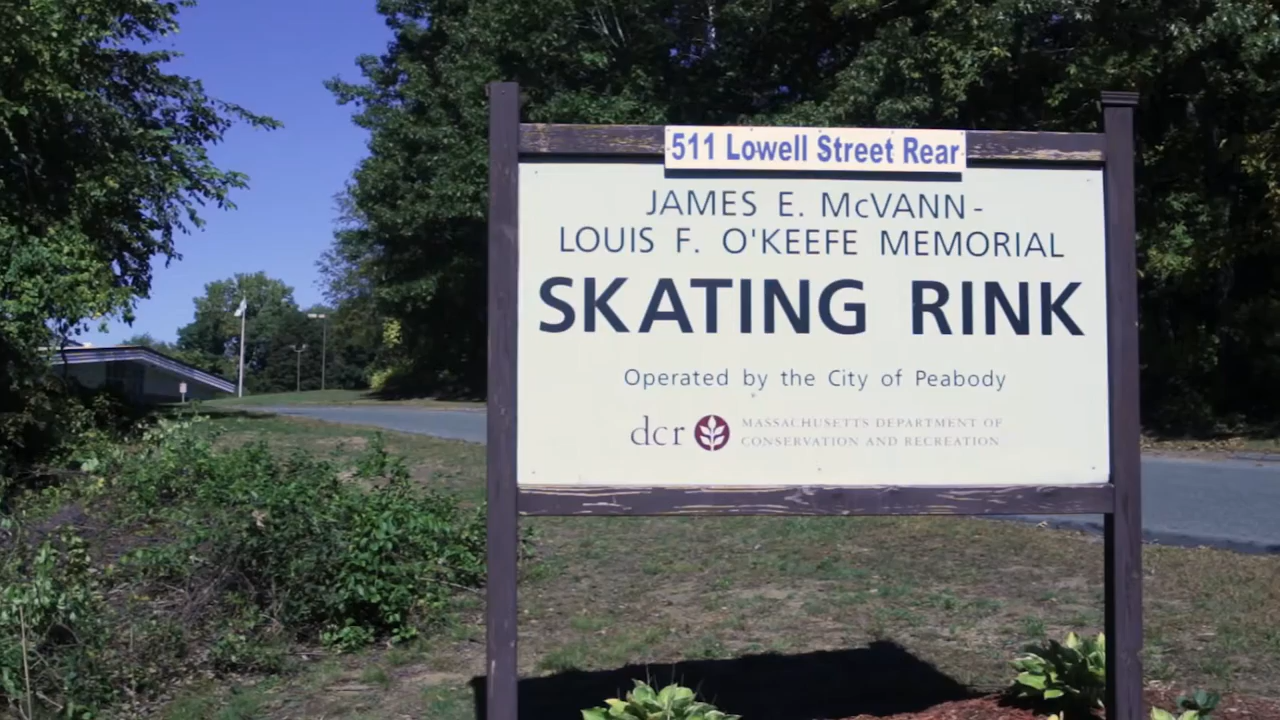 511 Lowell Street Rear
JAMES E. McVANN-
LOUIS F. O'KEEFE MEMORIAL
SKATING RINK
Operated by the City of Peabody
dcr MASSACHUSETTS DEPARTMENT OF
CONSERVATION AND RECREATION